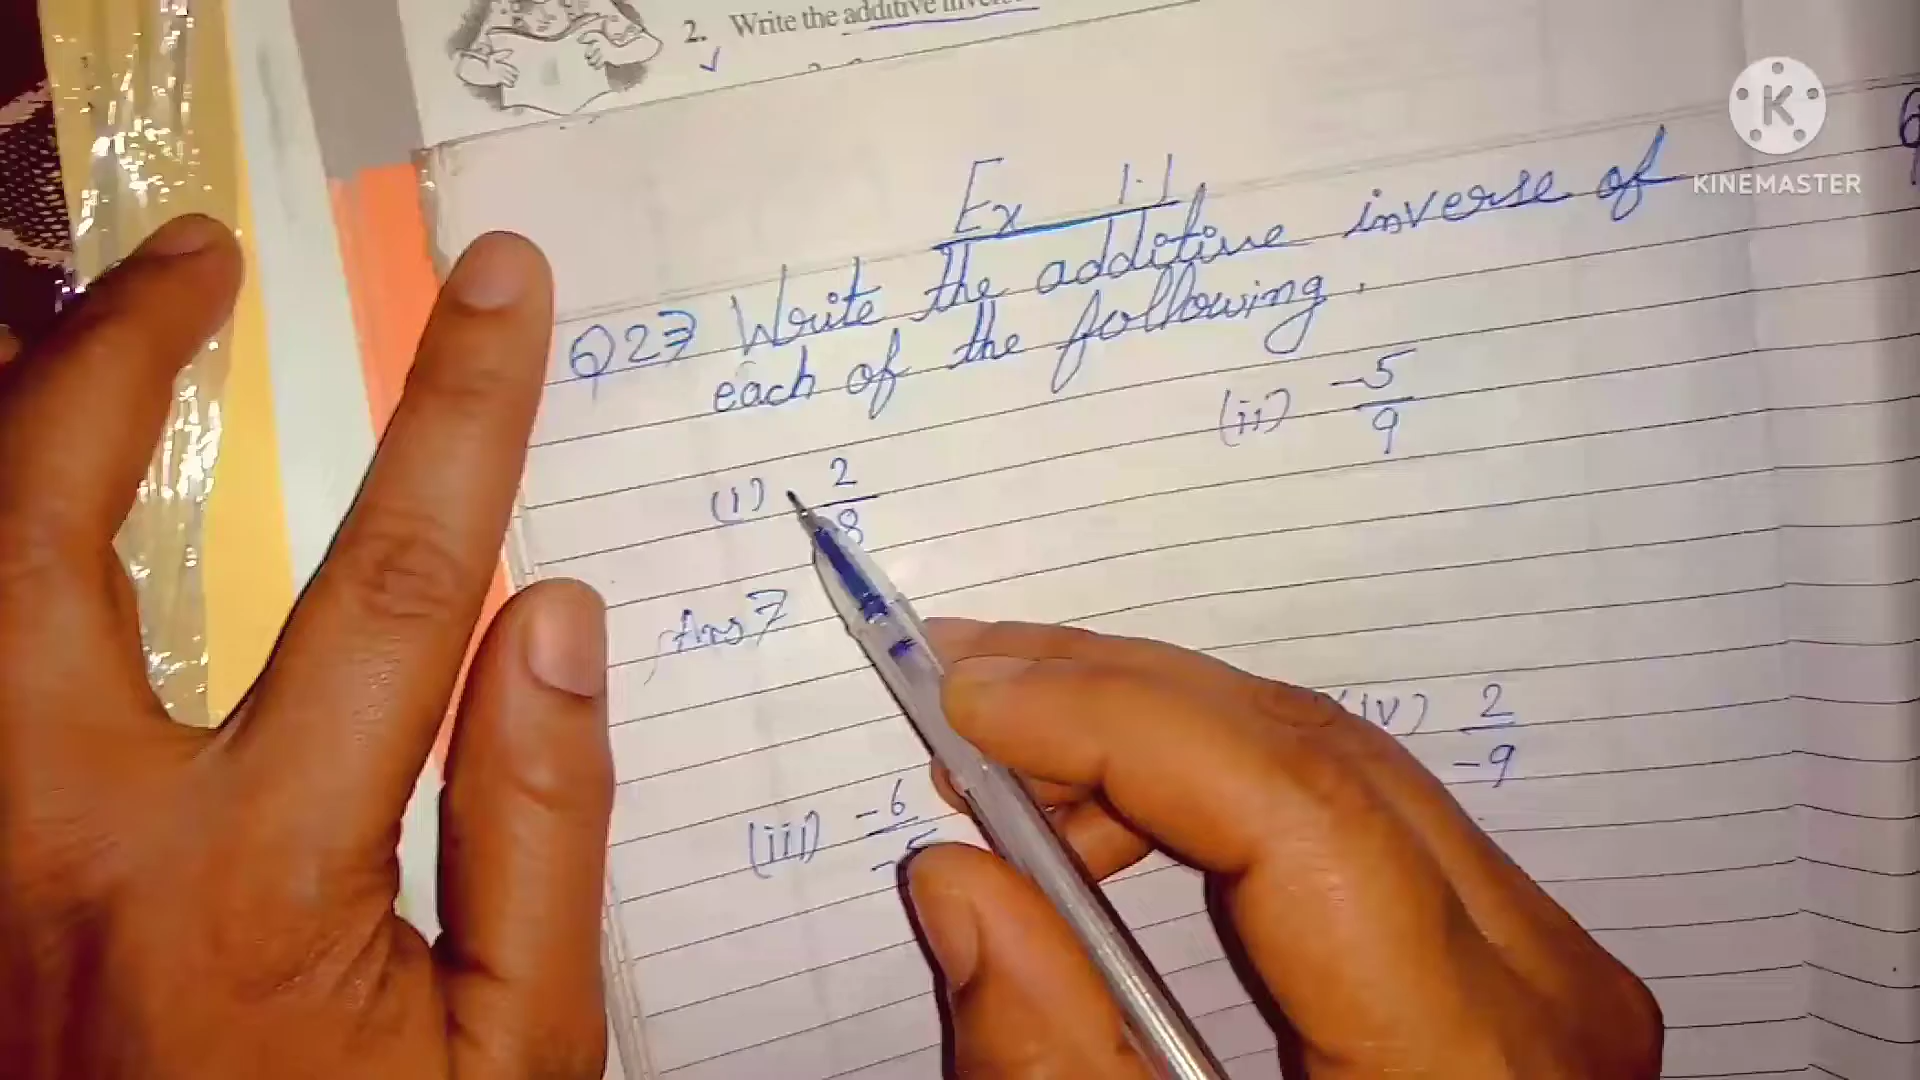 2. Write the additive
KINEMASTER
Ex 1.1
Q2⇒ Write the additive inverse of
each of the following.
(i) 2/8
(ii) -5/9
Ans⇒
(iii) -6/-5
(iv) 2/-9